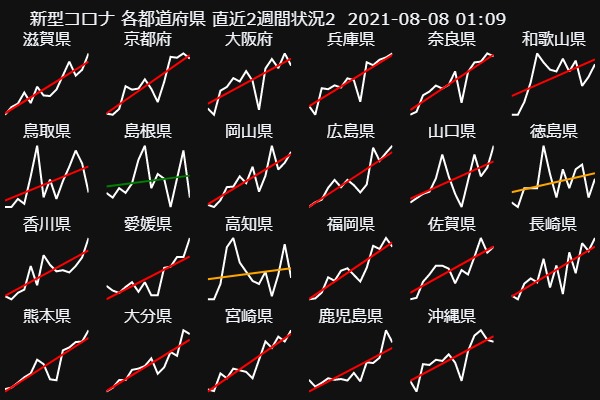 新型コロナ 各都道府県 直近2週間状況2 2021-08-08 01:09
滋賀県 京都府 大阪府 兵庫県 奈良県 和歌山県
鳥取県 島根県 岡山県 広島県 山口県 徳島県
香川県 愛媛県 高知県 福岡県 佐賀県 長崎県
熊本県 大分県 宮崎県 鹿児島県 沖縄県